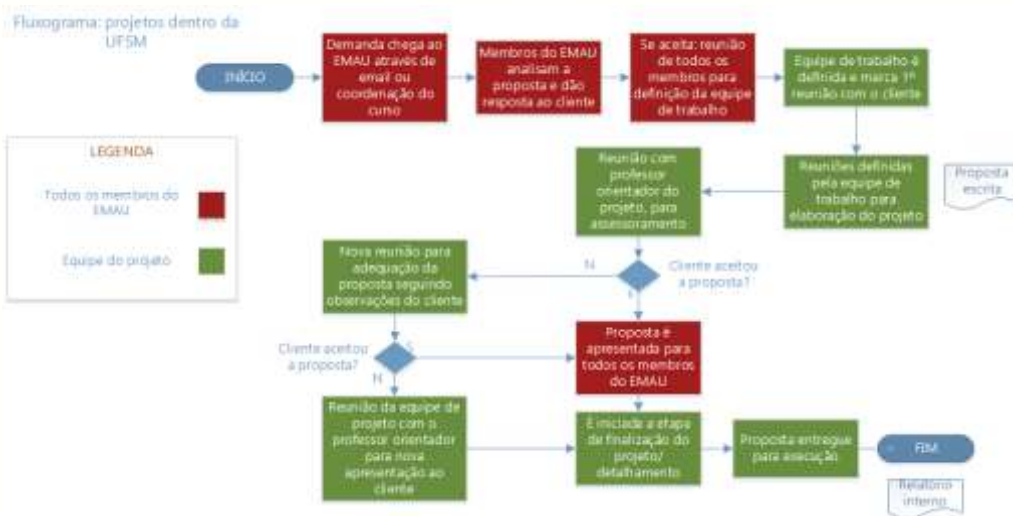 Fluxograma: projetos dentro da
UFSM
INÍCIO
Demanda chega ao
EMAU através de
email ou
coordenação do
curso
Membros do EMAU
analisam a
proposta e dão
resposta ao cliente
Se aceita: reunião
de todos os
membros para
definição da equipe
de trabalho
Equipe de trabalho é
definida e marca 1ª
reunião com o cliente
LEGENDA
Todos os membros do
EMAU
Equipe do projeto
Reunião com
professor
orientador do
projeto, para
assessoramento
Reuniões definidas
pela equipe de
trabalho para
elaboração do projeto
Proposta
escrita
Nova reunião para
adequação da
proposta seguindo
observações do cliente
N
Cliente aceitou
a proposta?
Cliente aceitou
a proposta?
S
N
Proposta é
apresentada para
todos os membros
do EMAU
Reunião da equipe de
projeto com o
professor orientador
para nova
apresentação ao
cliente
É iniciada a etapa
de finalização do
projeto/
detalhamento
Proposta entregue
para execução
FIM
Relatório
interno